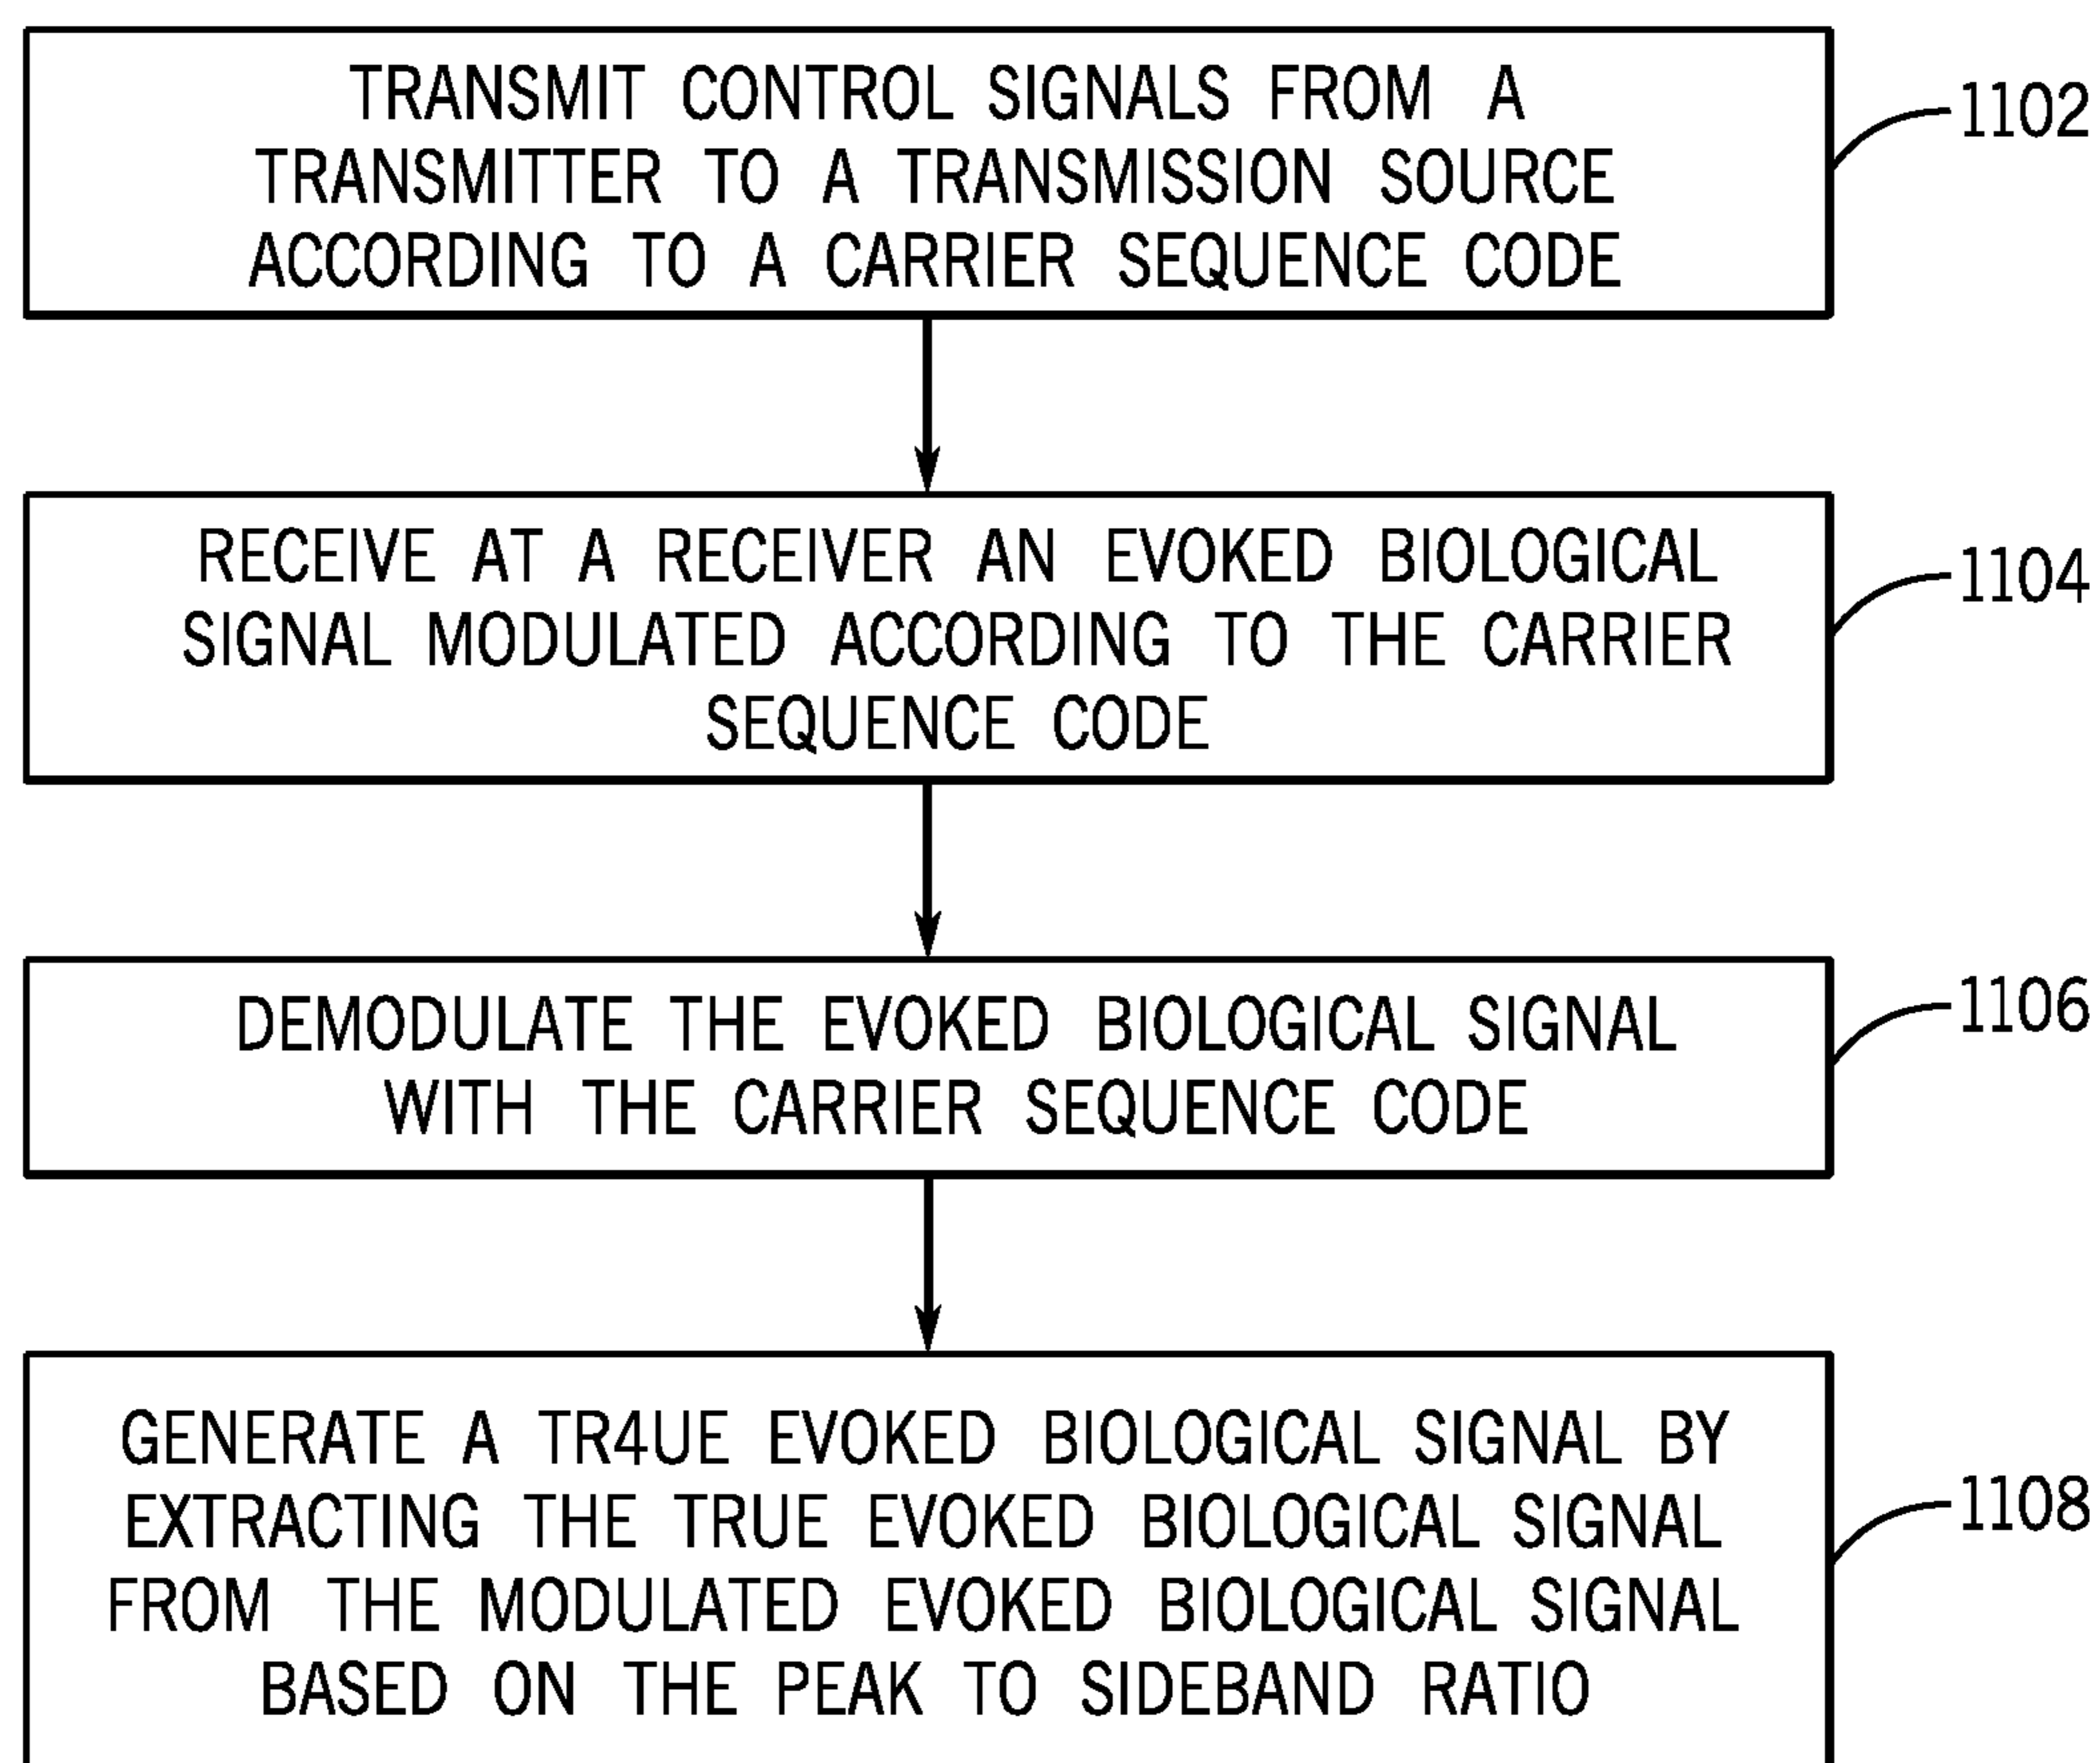 TRANSMIT CONTROL SIGNALS FROM A
TRANSMITTER TO A TRANSMISSION SOURCE
ACCORDING TO A CARRIER SEQUENCE CODE
1102
RECEIVE AT A RECEIVER AN EVOKED BIOLOGICAL
SIGNAL MODULATED ACCORDING TO THE CARRIER
SEQUENCE CODE
1104
DEMODULATE THE EVOKED BIOLOGICAL SIGNAL
WITH THE CARRIER SEQUENCE CODE
1106
GENERATE A TR4UE EVOKED BIOLOGICAL SIGNAL BY
EXTRACTING THE TRUE EVOKED BIOLOGICAL SIGNAL
FROM THE MODULATED EVOKED BIOLOGICAL SIGNAL
BASED ON THE PEAK TO SIDEBAND RATIO
1108